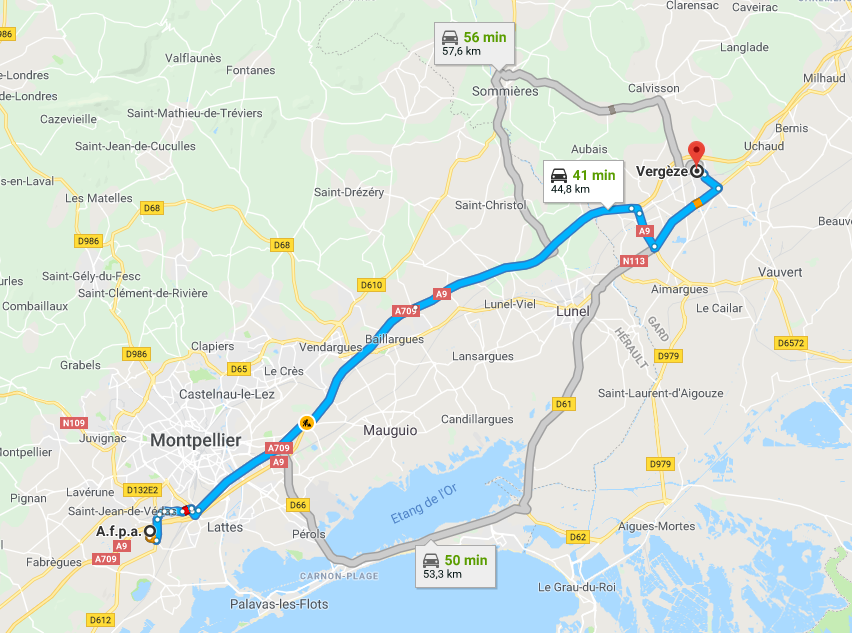 986
Clarensac
Caveirac
56 min
57,6 km
Langlade
Valflaunès
Fontanes
e-Londres
de-Londres
Milhaud
Calvisson
Sommières
Saint-Mathieu-de-Tréviers
Cazevieille
Bernis
Uchaud
Saint-Jean-de-Cuculles
Aubais
Vergèze
41 min
44,8 km
s-en-Laval
Saint-Drézéry
Les Matelles
Saint-Christol
D68
D986
D68
A9
Beauv
N113
Saint-Gély-du-Fesc
Vauvert
urles
Saint-Clément-de-Rivière
D610
A9
Aimargues
Combaillaux
A709
Lunel-Viel
Lunel
Le Cailar
GARD
HÉRAULT
Baillargues
D6572
Clapiers
Vendargues
D986
Lansargues
D979
Grabels
D65
Le Crès
Castelnau-le-Lez
Saint-Laurent-d'Aigouze
D61
N109
Candillargues
Juvignac
Montpellier
Mauguio
A709
A9
ontpellier
D979
Lavérune
D132E2
Pignan
Etang de l'Or
D66
Saint-Jean-de-Vé
Lattes
Aigues-Mortes
A.f.p.a.
Pérols
D62
A9
A709
Fabrègues
50 min
53,3 km
CARNON-PLAGE
Le Grau-du-Roi
Palavas-les-Flots
D612